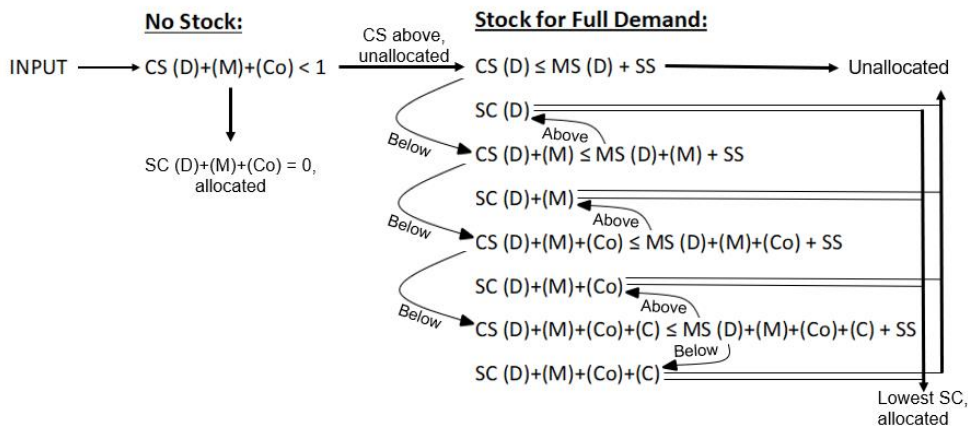 No Stock:
Stock for Full Demand:
INPUT
CS (D)+(M)+(Co) < 1
CS above,
unallocated
CS (D) ≤ MS (D) + SS
Unallocated
SC (D)
Above
Below
CS (D)+(M) ≤ MS (D)+(M) + SS
SC (D)+(M)+(Co) = 0,
allocated
SC (D)+(M)
Above
Below
CS (D)+(M)+(Co) ≤ MS (D)+(M)+(Co) + SS
SC (D)+(M)+(Co)
Above
Below
CS (D)+(M)+(Co)+(C) ≤ MS (D)+(M)+(Co)+(C) + SS
Below
SC (D)+(M)+(Co)+(C)
Lowest SC,
allocated